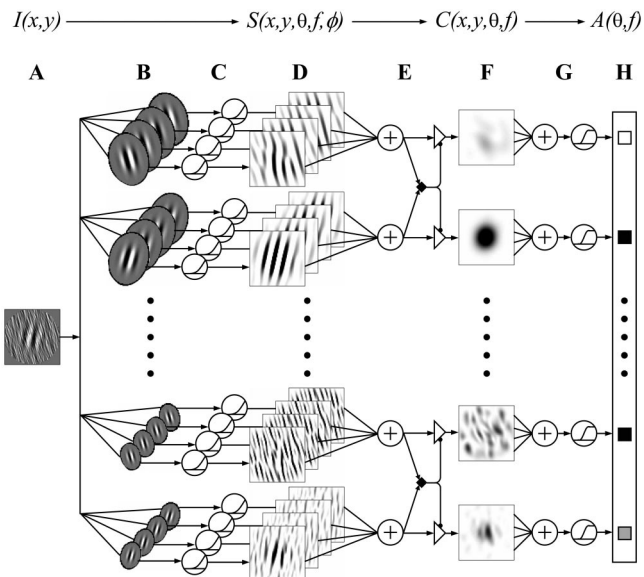 I(x,y) S(x,y,θ,f,ϕ) C(x,y,θ,f) A(θ,f)
A B C D E F G H